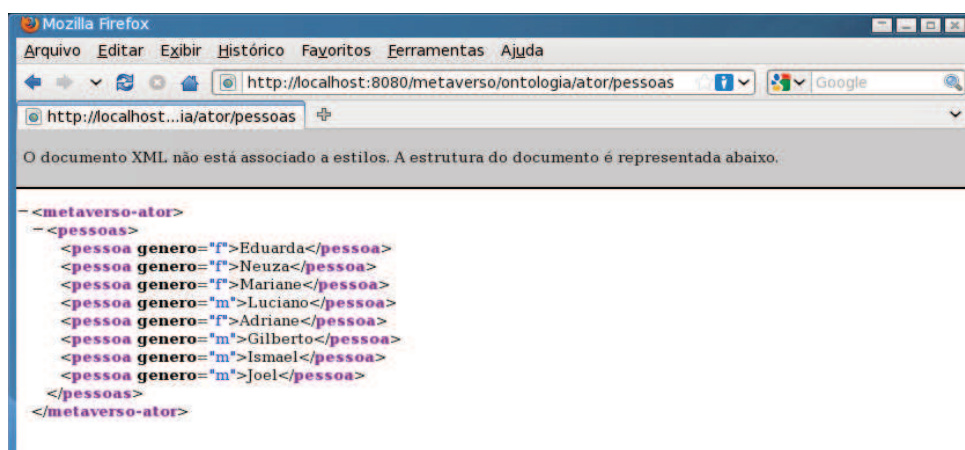 Mozilla Firefox
Arquivo Editar Exibir Histórico Favoritos Ferramentas Ajuda
http://localhost:8080/metaverso/ontologia/ator/pessoas Google
http://localhost...ia/ator/pessoas
O documento XML não está associado a estilos. A estrutura do documento é representada abaixo.
−<metaverso-ator>
−<pessoas>
<pessoa genero="f">Eduarda</pessoa>
<pessoa genero="f">Neuza</pessoa>
<pessoa genero="f">Mariane</pessoa>
<pessoa genero="m">Luciano</pessoa>
<pessoa genero="f">Adriane</pessoa>
<pessoa genero="m">Gilberto</pessoa>
<pessoa genero="m">Ismael</pessoa>
<pessoa genero="m">Joel</pessoa>
</pessoas>
</metaverso-ator>